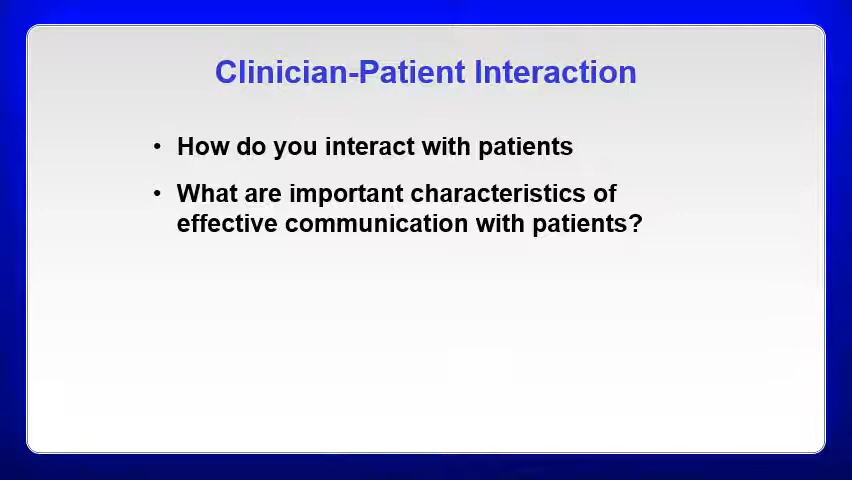 Clinician-Patient Interaction
• How do you interact with patients
• What are important characteristics of
effective communication with patients?